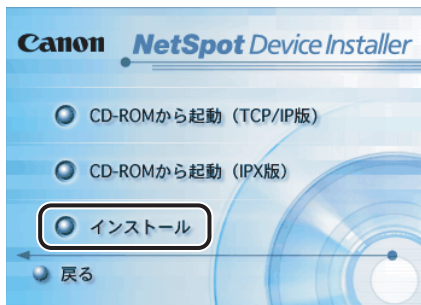 Canon NetSpot Device Installer
CD-ROMから起動（TCP/IP版）
CD-ROMから起動（IPX版）
インストール
戻る